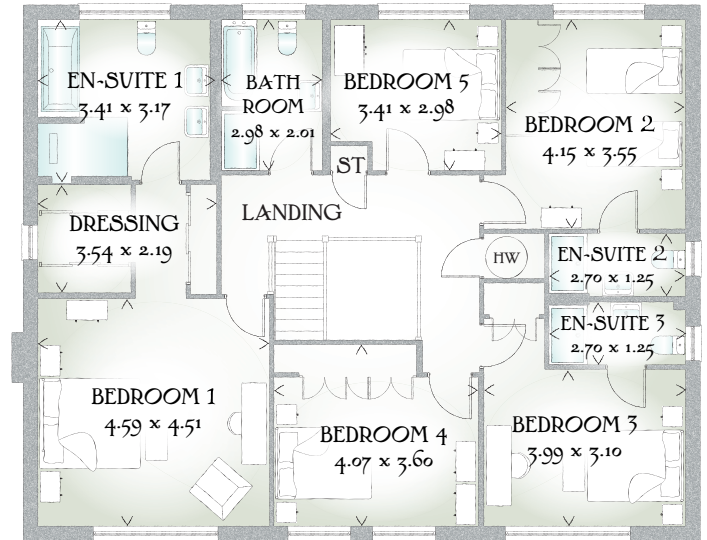 EN-SUITE 1
3.41 x 3.17
BATH
ROOM
2.98 x 2.01
BEDROOM 5
3.41 x 2.98
BEDROOM 2
4.15 x 3.55
ST
LANDING
DRESSING
3.54 x 2.19
HW
EN-SUITE 2
2.70 x 1.25
EN-SUITE 3
2.70 x 1.25
BEDROOM 1
4.59 x 4.51
BEDROOM 4
4.07 x 3.60
BEDROOM 3
3.99 x 3.10